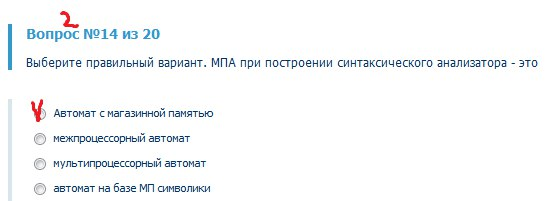 2
Вопрос №14 из 20
Выберите правильный вариант. МПА при построении синтаксического анализатора - это
Автомат с магазинной памятью
межпроцессорный автомат
мультипроцессорный автомат
автомат на базе МП символики